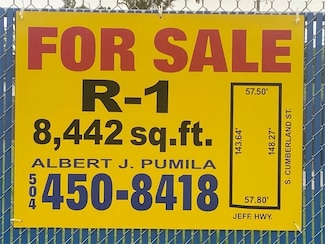 FOR SALE
R-1
8,442 sq.ft.
ALBERT J. PUMILA
504 450-8418
57.50'
143.64'
148.27'
57.80'
S. CUMBERLAND ST.
JEFF. HWY.